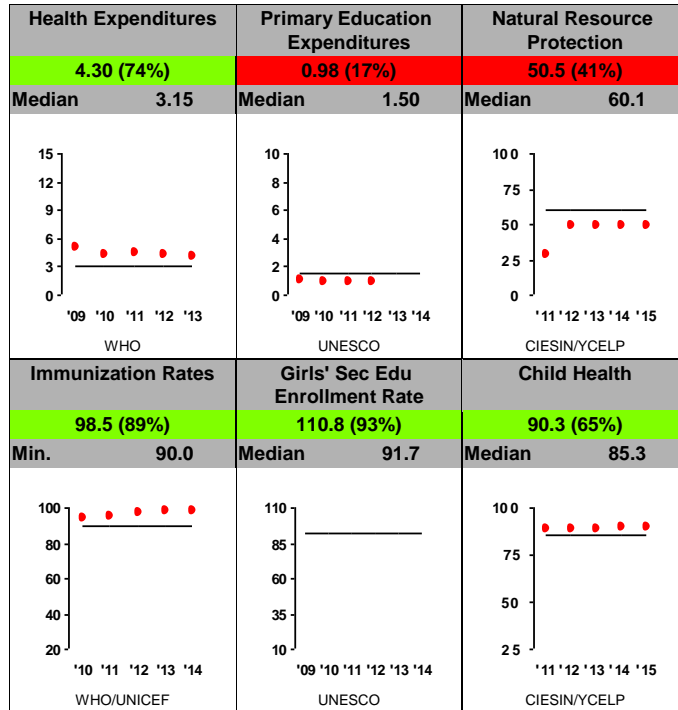 Health Expenditures
4.30 (74%)
Median 3.15
15
12
9
6
3
0
'09 '10 '11 '12 '13
WHO
Primary Education
Expenditures
0.98 (17%)
Median 1.50
10
8
6
4
2
0
'09 '10 '11 '12 '13 '14
UNESCO
Natural Resource
Protection
50.5 (41%)
Median 60.1
100
75
50
25
0
'11 '12 '13 '14 '15
CIESIN/YCELP
Immunization Rates
98.5 (89%)
Min. 90.0
100
80
60
40
20
'10 '11 '12 '13 '14
WHO/UNICEF
Girls' Sec Edu
Enrollment Rate
110.8 (93%)
Median 91.7
110
85
60
35
10
'09 '10 '11 '12 '13 '14
UNESCO
Child Health
90.3 (65%)
Median 85.3
100
75
50
25
'11 '12 '13 '14 '15
CIESIN/YCELP